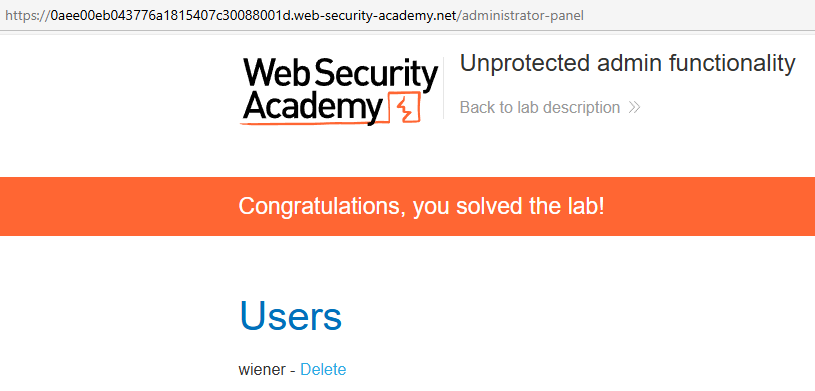 https://0aee00eb043776a1815407c30088001d.web-security-academy.net/administrator-panel
Web Security
Academy
Unprotected admin functionality
Back to lab description
Congratulations, you solved the lab!
Users
wiener - Delete